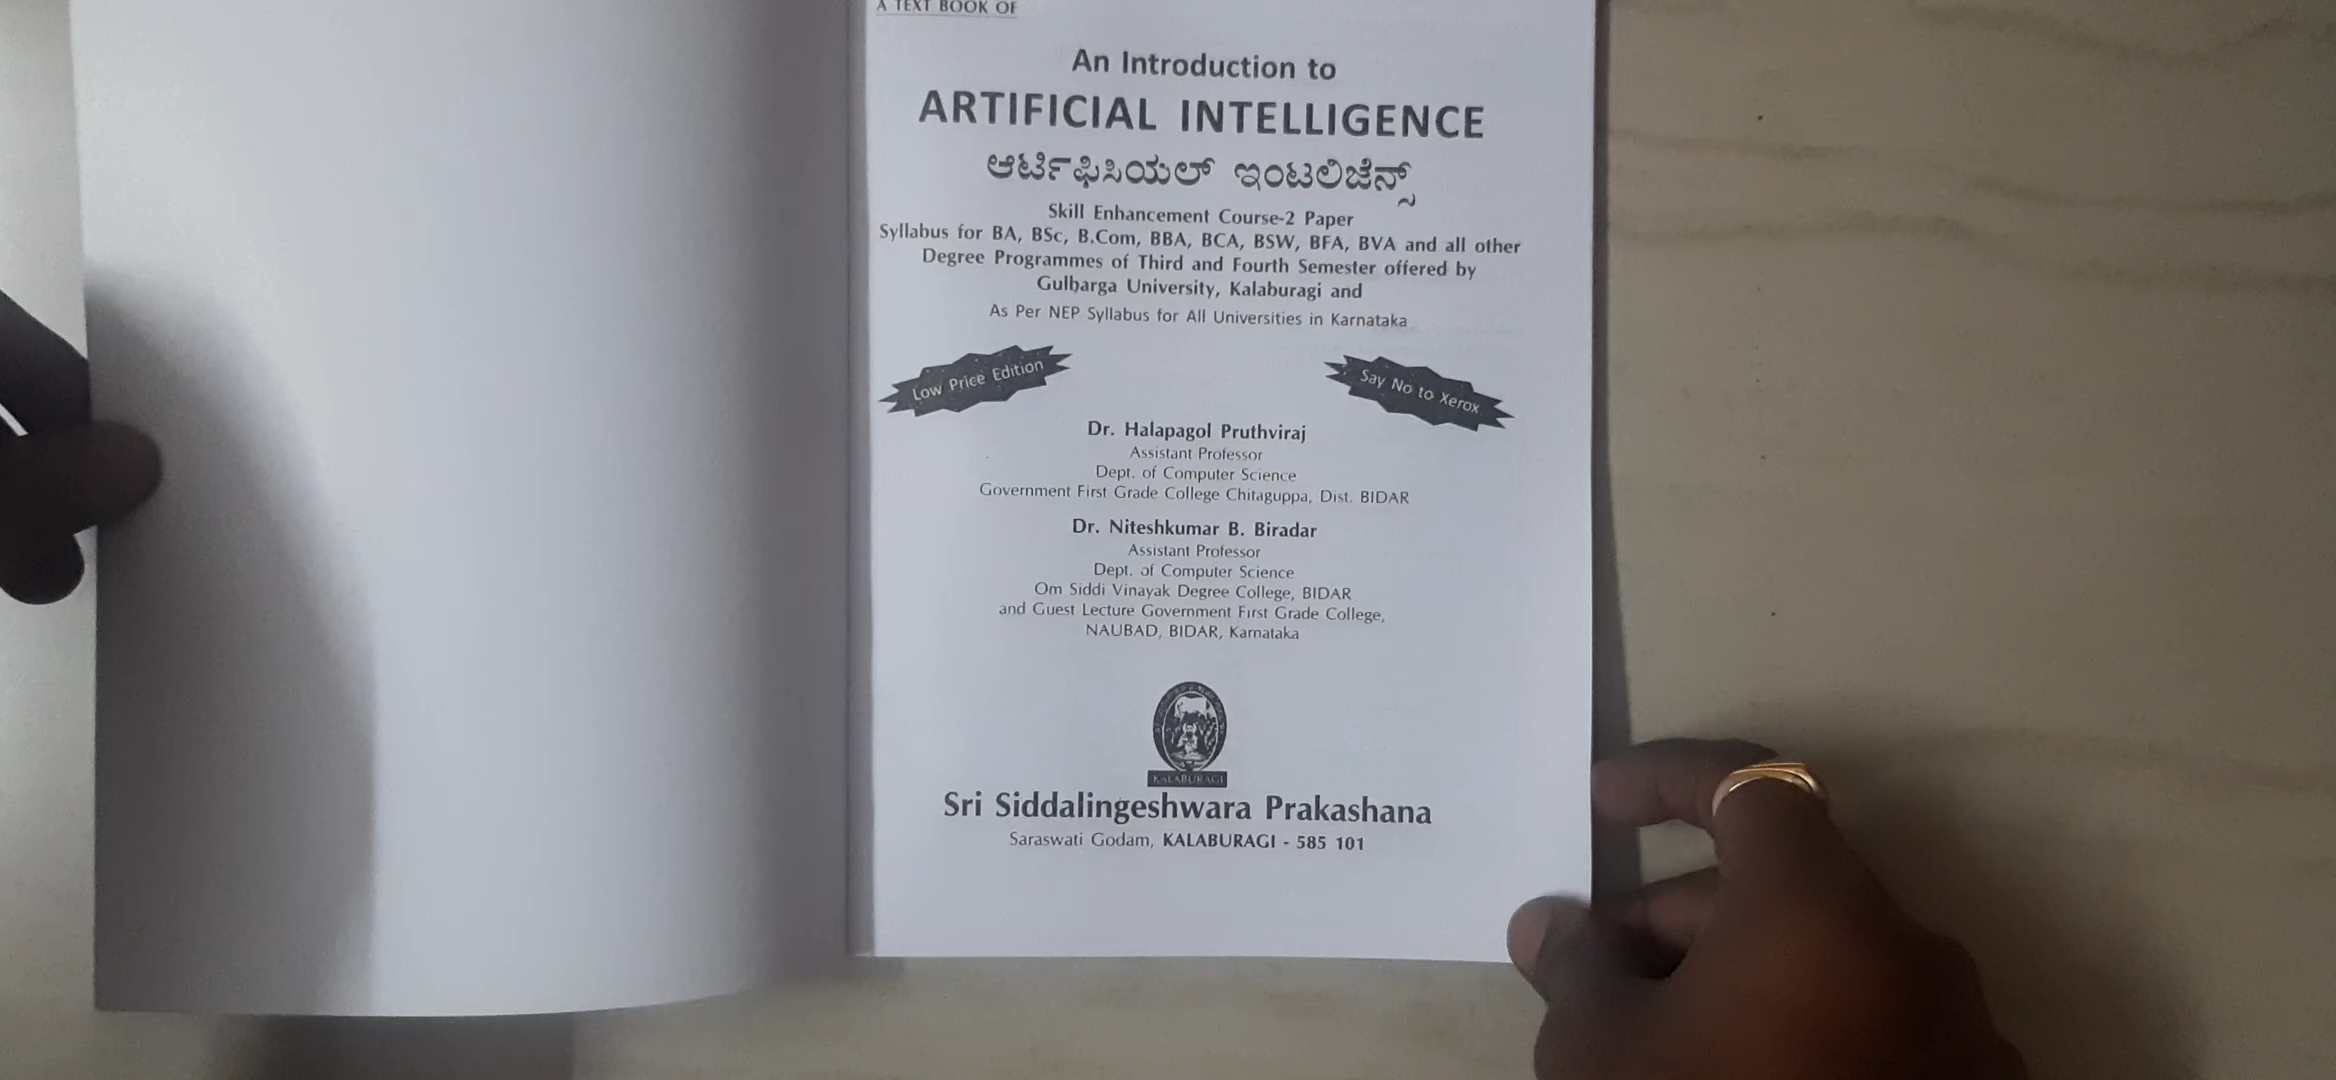 A TEXT BOOK OF
An Introduction to
ARTIFICIAL INTELLIGENCE
ಆರ್ಟಿಫಿಸಿಯಲ್ ಇಂಟಲಿಜೆನ್ಸ್
Skill Enhancement Course-2 Paper
Syllabus for BA, BSc, B.Com, BBA, BCA, BSW, BFA, BVA and all other
Degree Programmes of Third and Fourth Semester offered by
Gulbarga University, Kalaburagi and
As Per NEP Syllabus for All Universities in Karnataka
Low Price Edition
Say No to Xerox
Dr. Halapagol Pruthviraj
Assistant Professor
Dept. of Computer Science
Government First Grade College Chitaguppa, Dist. BIDAR
Dr. Niteshkumar B. Biradar
Assistant Professor
Dept. of Computer Science
Om Siddi Vinayak Degree College, BIDAR
and Guest Lecture Government First Grade College,
NAUBAD, BIDAR, Karnataka
KALABURAGI
Sri Siddalingeshwara Prakashana
Saraswati Godam, KALABURAGI - 585 101